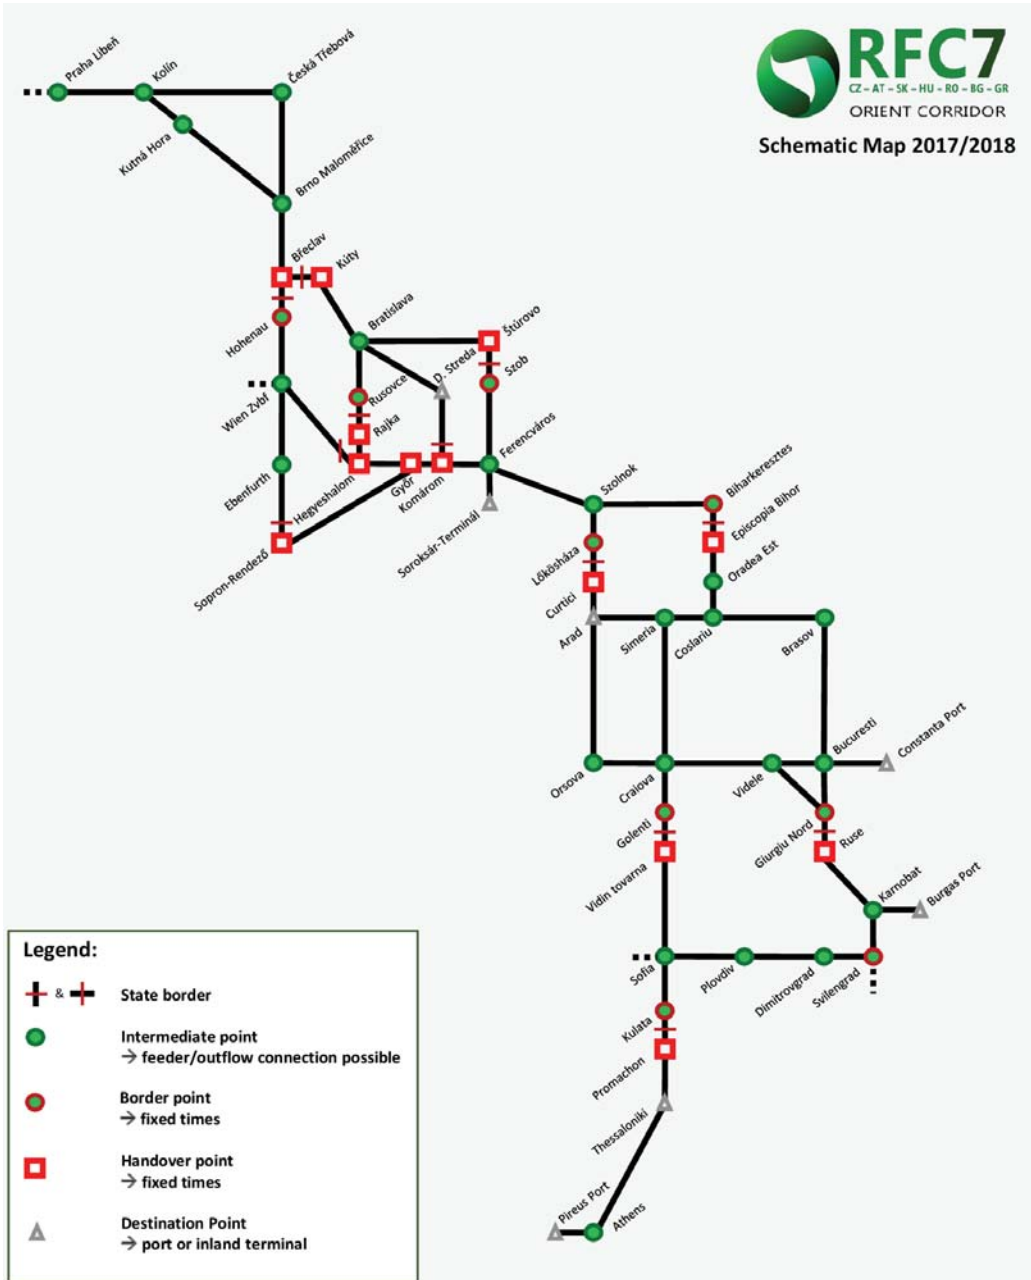 RFC7
CZ – AT – SK – HU – RO – BG – GR
ORIENT CORRIDOR
Schematic Map 2017/2018
Praha Libeň
Kolín
Česká Třebová
Kutná Hora
Brno Maloměřice
Břeclav
Kúty
Hohenau
Bratislava
Štúrovo
D. Streda
Szob
Wien Zvbf
Rusovce
Rajka
Ferencváros
Ebenfurth
Hegyeshalom
Győr
Komárom
Sopron-Rendező
Soroksár-Terminál
Szolnok
Biharkeresztes
Lőkösháza
Episcopia Bihor
Curtici
Oradea Est
Arad
Simeria
Coslariu
Brasov
Orsova
Craiova
Videle
Bucuresti
Constanta Port
Golenti
Giurgiu Nord
Ruse
Vidin tovarna
Karnobat
Burgas Port
Sofia
Plovdiv
Dimitrovgrad
Svilengrad
Kulata
Promachon
Thessaloniki
Pireus Port
Athens
Legend:
&
State border
Intermediate point
→ feeder/outflow connection possible
Border point
→ fixed times
Handover point
→ fixed times
Destination Point
→ port or inland terminal